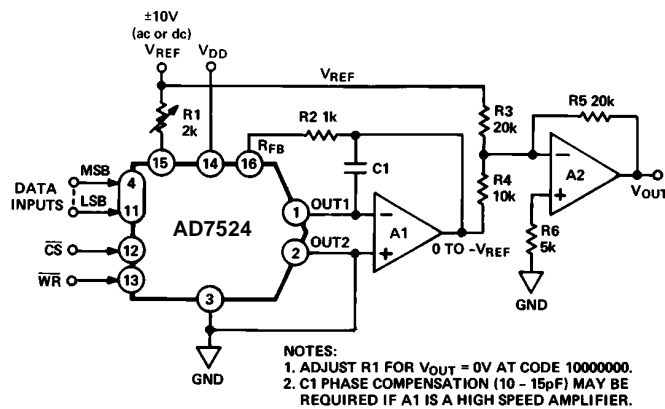 ±10V
(ac or dc)
VREF
VDD
VREF
R1
2k
R2 1k
RFB
R3
20k
R5 20k
15
14
16
C1
MSB
4
DATA
INPUTS
LSB
11
AD7524
1
OUT1
A1
R4
10k
A2
VOUT
CS
12
2
OUT2
0 TO -VREF
R6
5k
WR
13
3
GND
GND
NOTES:
1. ADJUST R1 FOR VOUT = 0V AT CODE 10000000.
2. C1 PHASE COMPENSATION (10 – 15pF) MAY BE
REQUIRED IF A1 IS A HIGH SPEED AMPLIFIER.